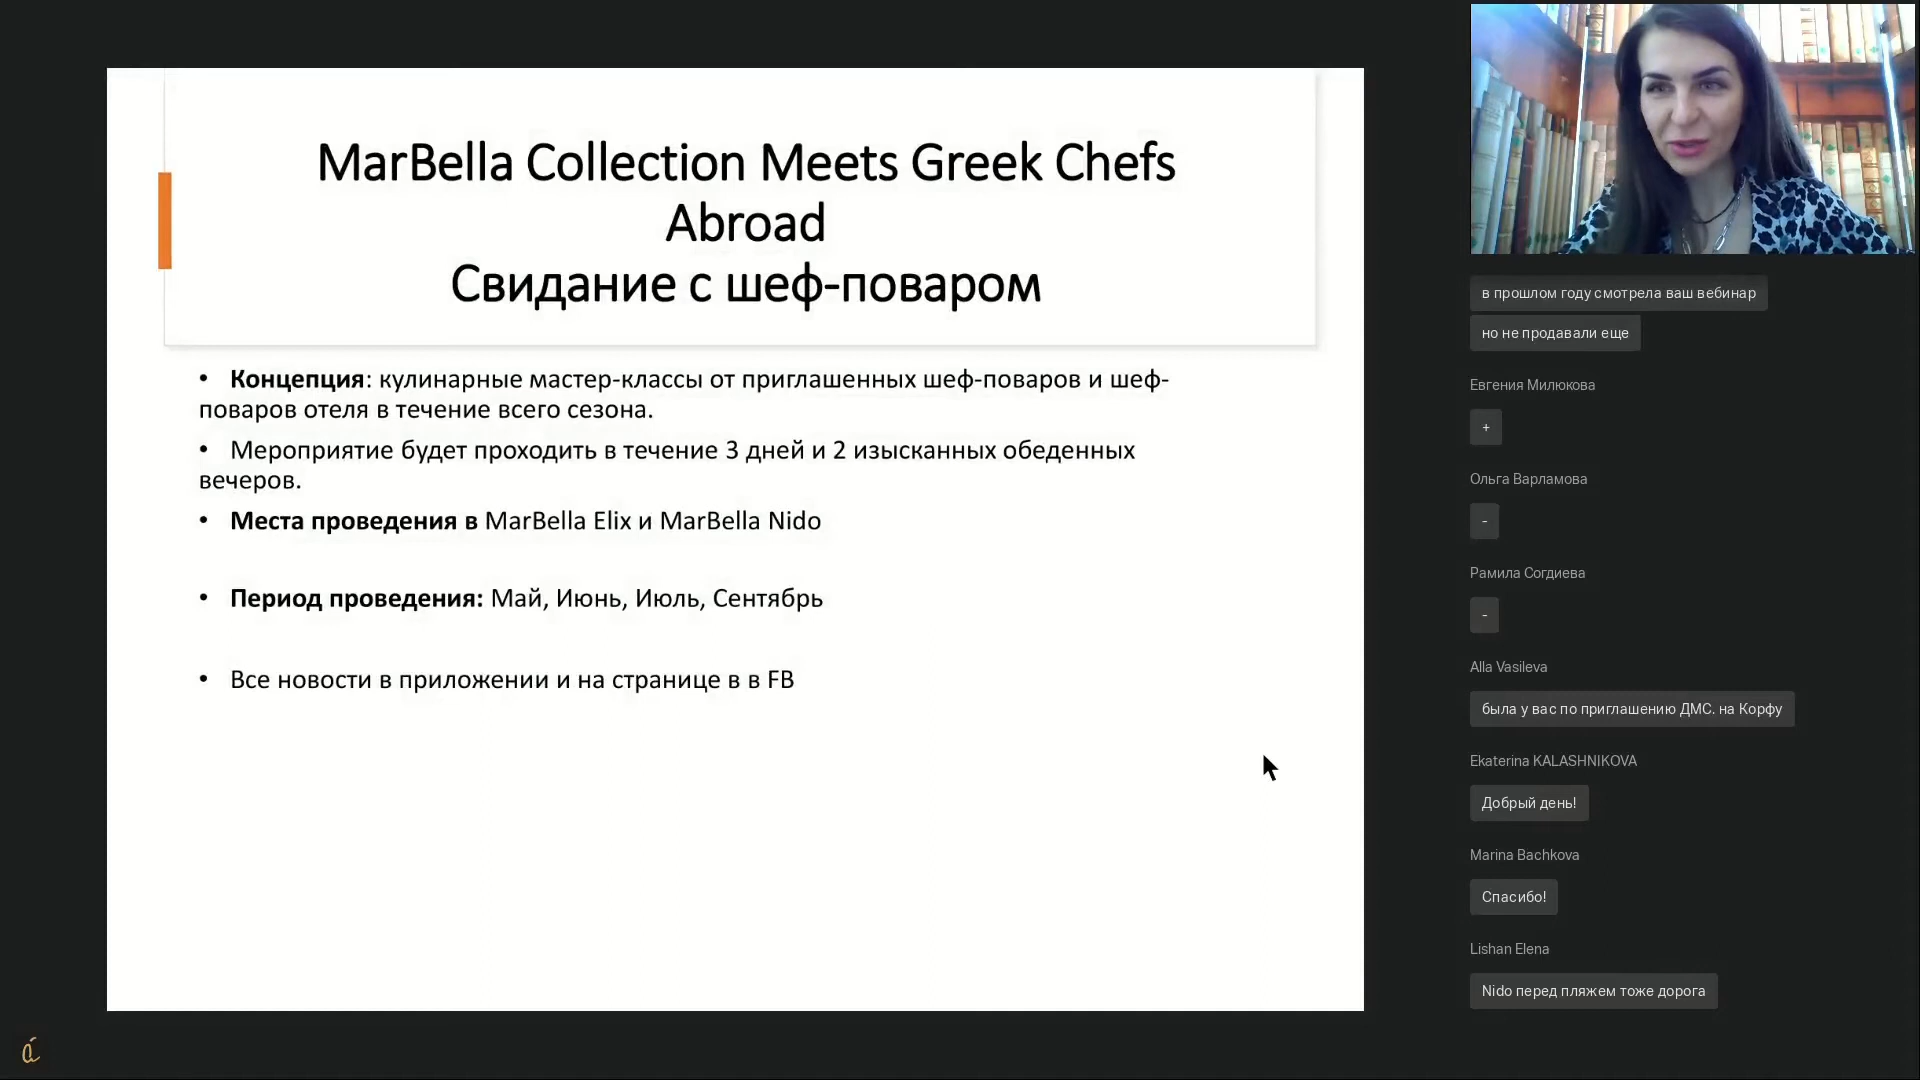 MarBella Collection Meets Greek Chefs
Abroad
Свидание с шеф-поваром
• Концепция: кулинарные мастер-классы от приглашенных шеф-поваров и шеф-
поваров отеля в течение всего сезона.
• Мероприятие будет проходить в течение 3 дней и 2 изысканных обеденных
вечеров.
• Места проведения в MarBella Elix и MarBella Nido
• Период проведения: Май, Июнь, Июль, Сентябрь
• Все новости в приложении и на странице в в FB
в прошлом году смотрела ваш вебинар
но не продавали еще
Евгения Милюкова
+
Ольга Варламова
-
Рамила Согдиева
-
Alla Vasileva
была у вас по приглашению ДМС. на Корфу
Ekaterina KALASHNIKOVA
Добрый день!
Marina Bachkova
Спасибо!
Lishan Elena
Nido перед пляжем тоже дорога
á